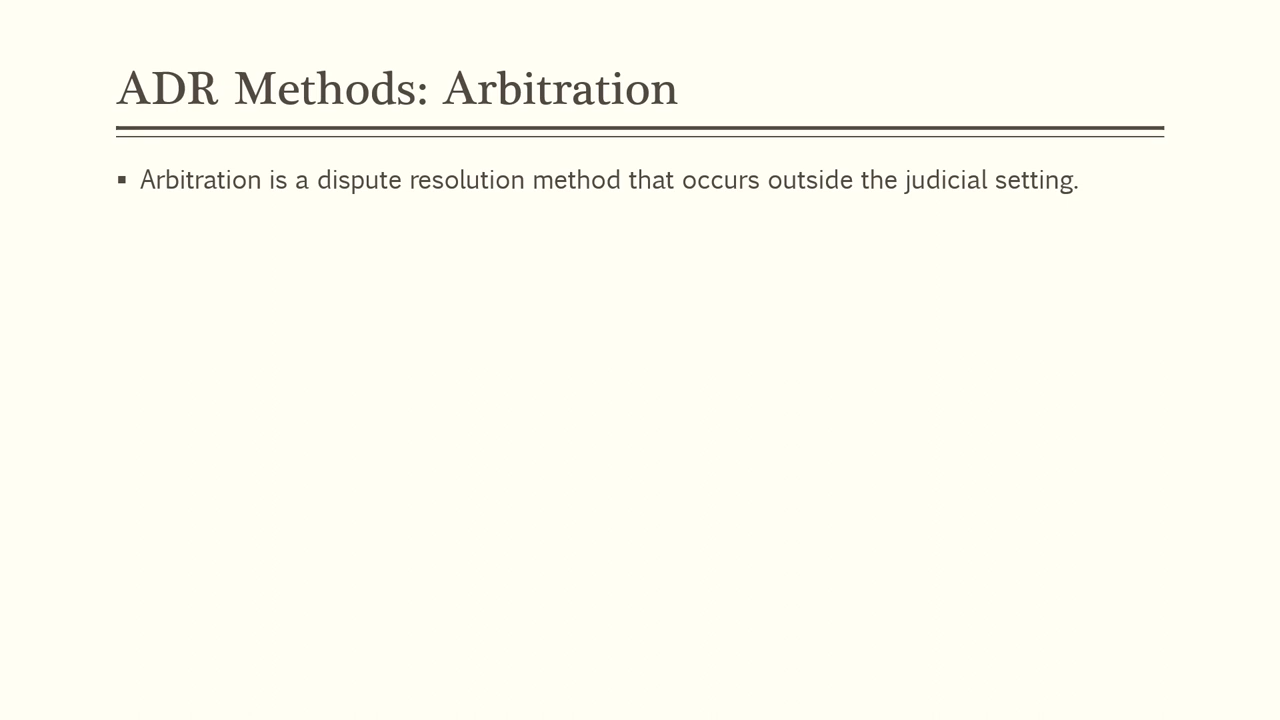 ADR Methods: Arbitration
▪ Arbitration is a dispute resolution method that occurs outside the judicial setting.